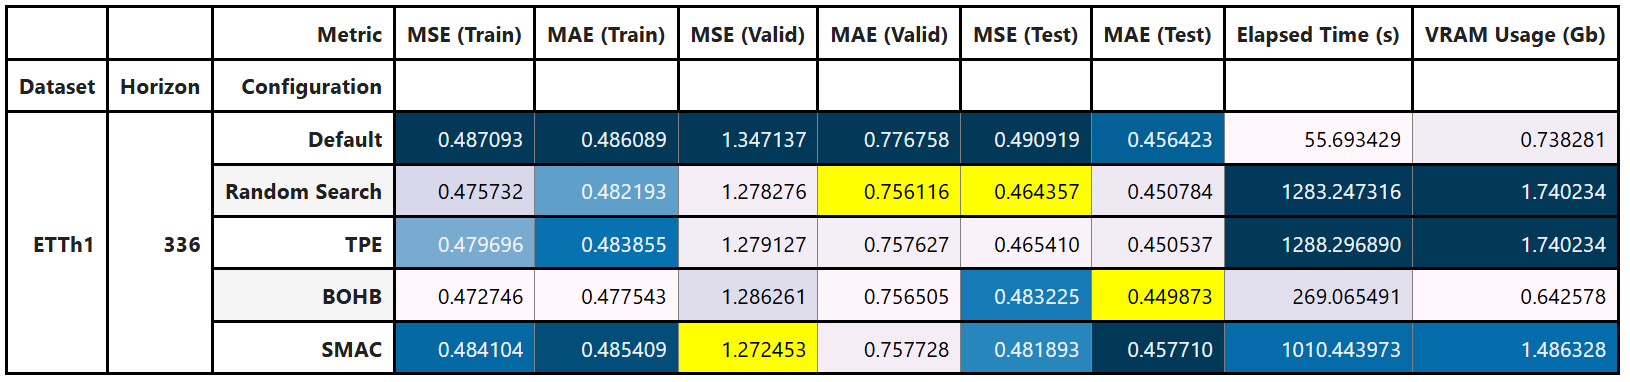 Metric MSE (Train) MAE (Train) MSE (Valid) MAE (Valid) MSE (Test) MAE (Test) Elapsed Time (s) VRAM Usage (Gb)
Dataset Horizon Configuration
Default 0.487093 0.486089 1.347137 0.776758 0.490919 0.456423 55.693429 0.738281
Random Search 0.475732 0.482193 1.278276 0.756116 0.464357 0.450784 1283.247316 1.740234
ETTh1 336 TPE 0.479696 0.483855 1.279127 0.757627 0.465410 0.450537 1288.296890 1.740234
BOHB 0.472746 0.477543 1.286261 0.756505 0.483225 0.449873 269.065491 0.642578
SMAC 0.484104 0.485409 1.272453 0.757728 0.481893 0.457710 1010.443973 1.486328